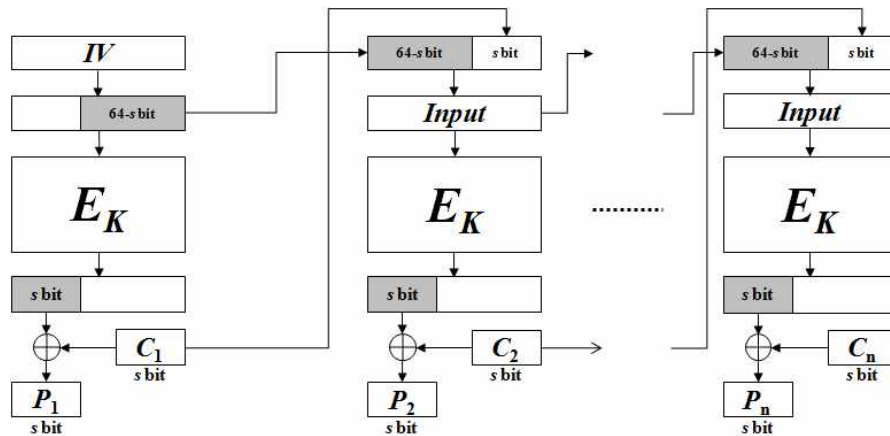 IV
64-s bit
s bit
64-s bit
s bit
64-s bit
Input
Input
E_K
E_K
E_K
s bit
s bit
s bit
C_1
C_2
C_n
s bit
s bit
s bit
P_1
P_2
P_n
s bit
s bit
s bit